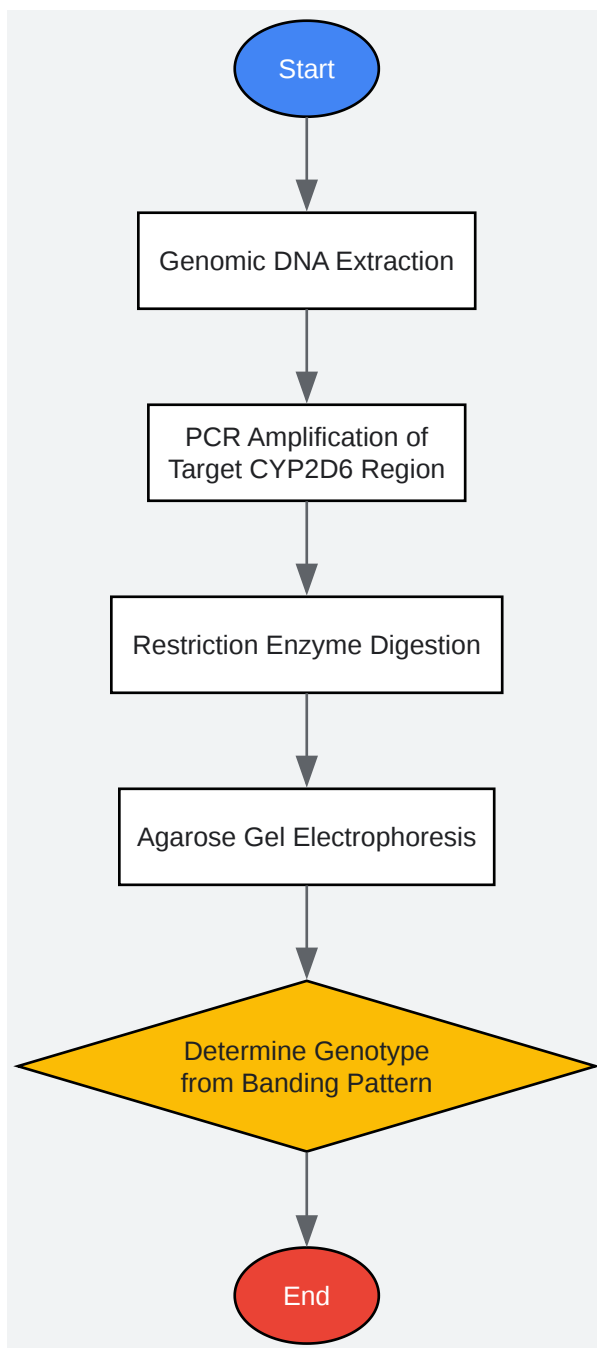 Start
Genomic DNA Extraction
PCR Amplification of
Target CYP2D6 Region
Restriction Enzyme Digestion
Agarose Gel Electrophoresis
Determine Genotype
from Banding Pattern
End